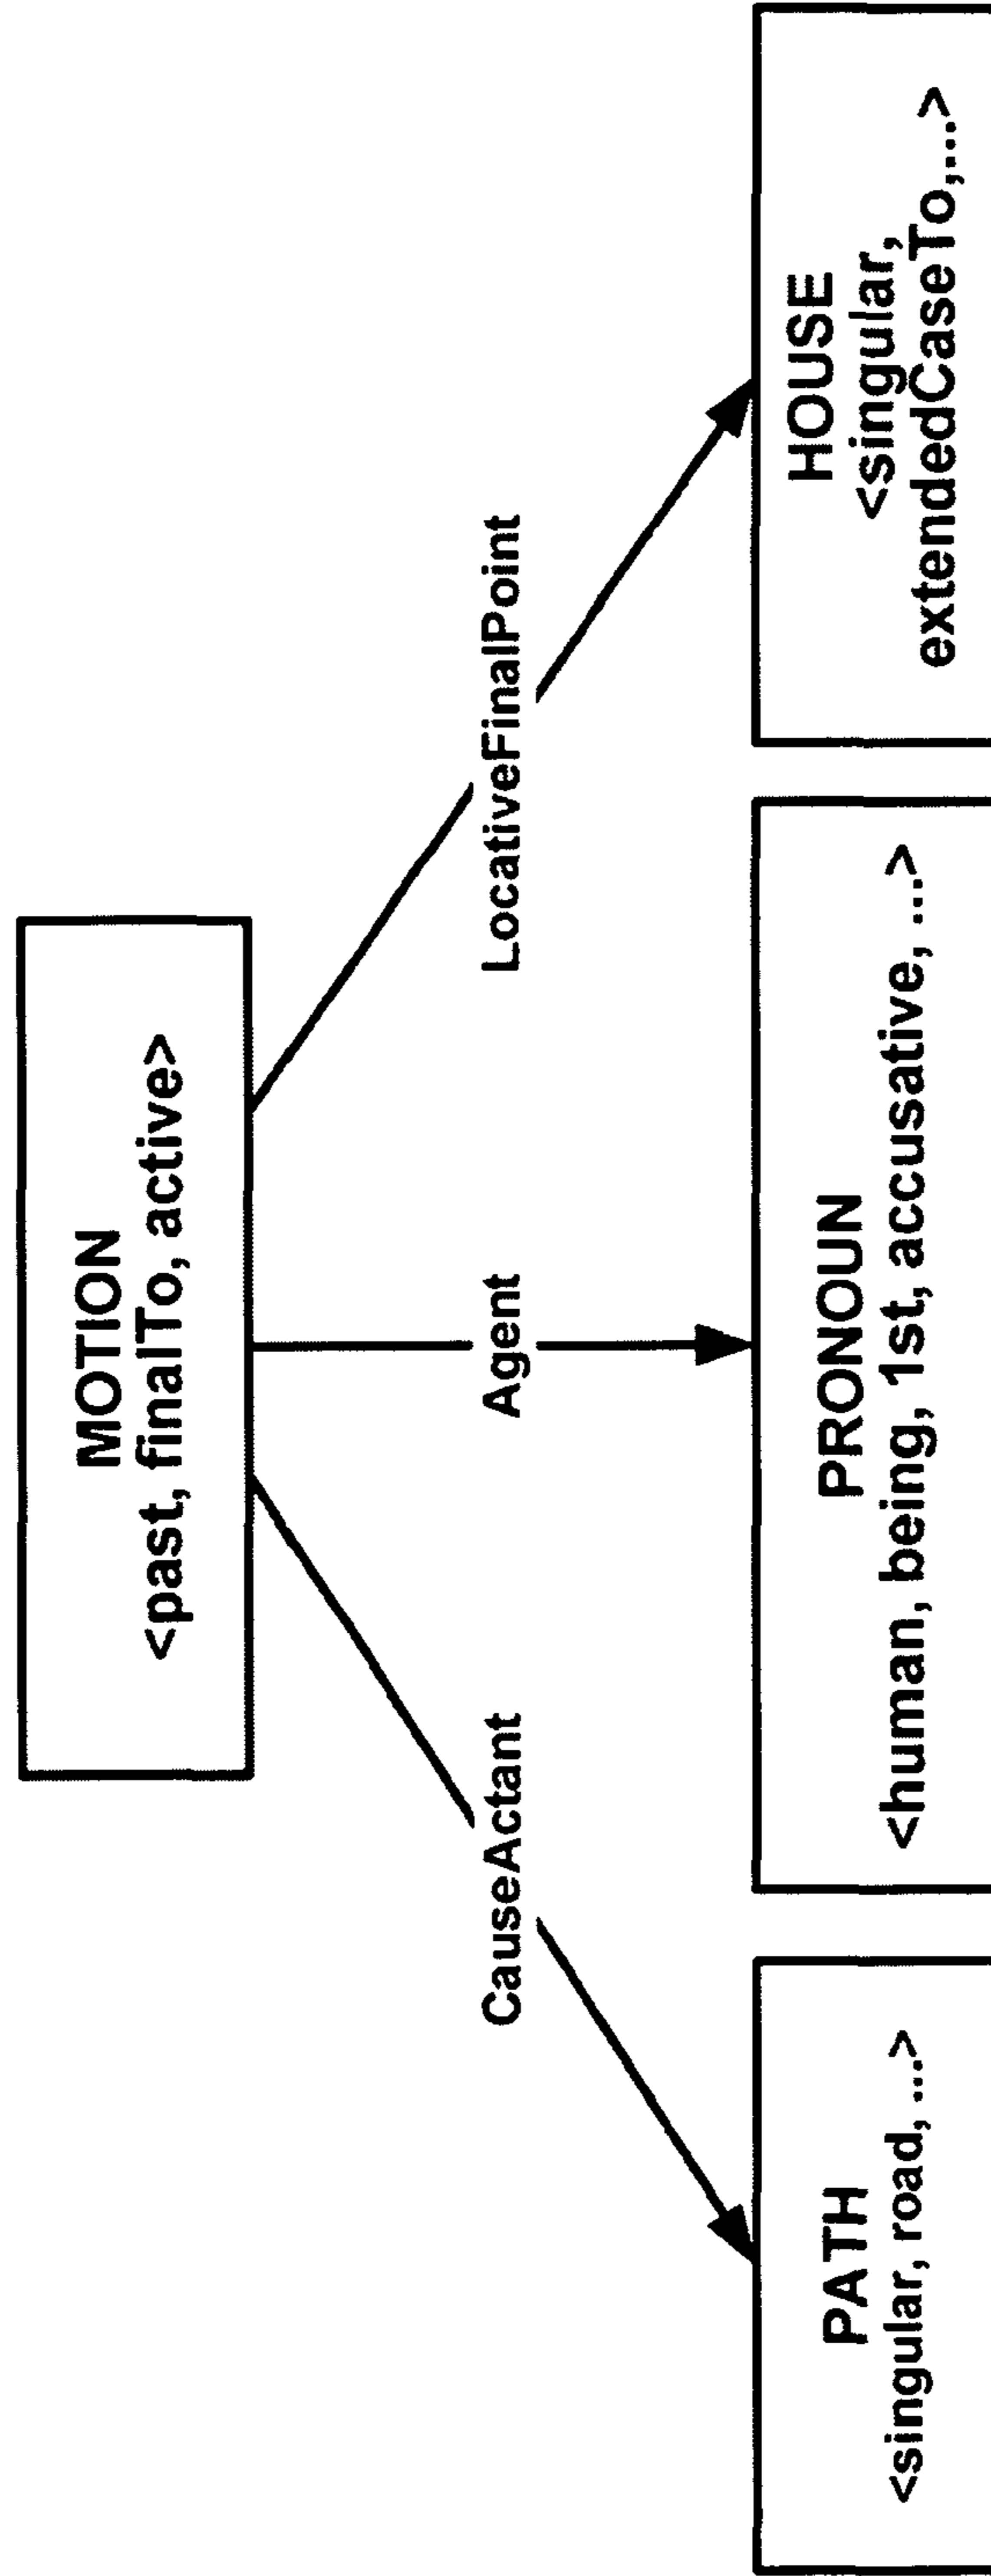 MOTION
<past, finalTo, active>
CauseActant
Agent
LocativeFinalPoint
PATH
<singular, road, ...>
PRONOUN
<human, being, 1st, accusative, ...>
HOUSE
<singular,
extendedCaseTo,...>